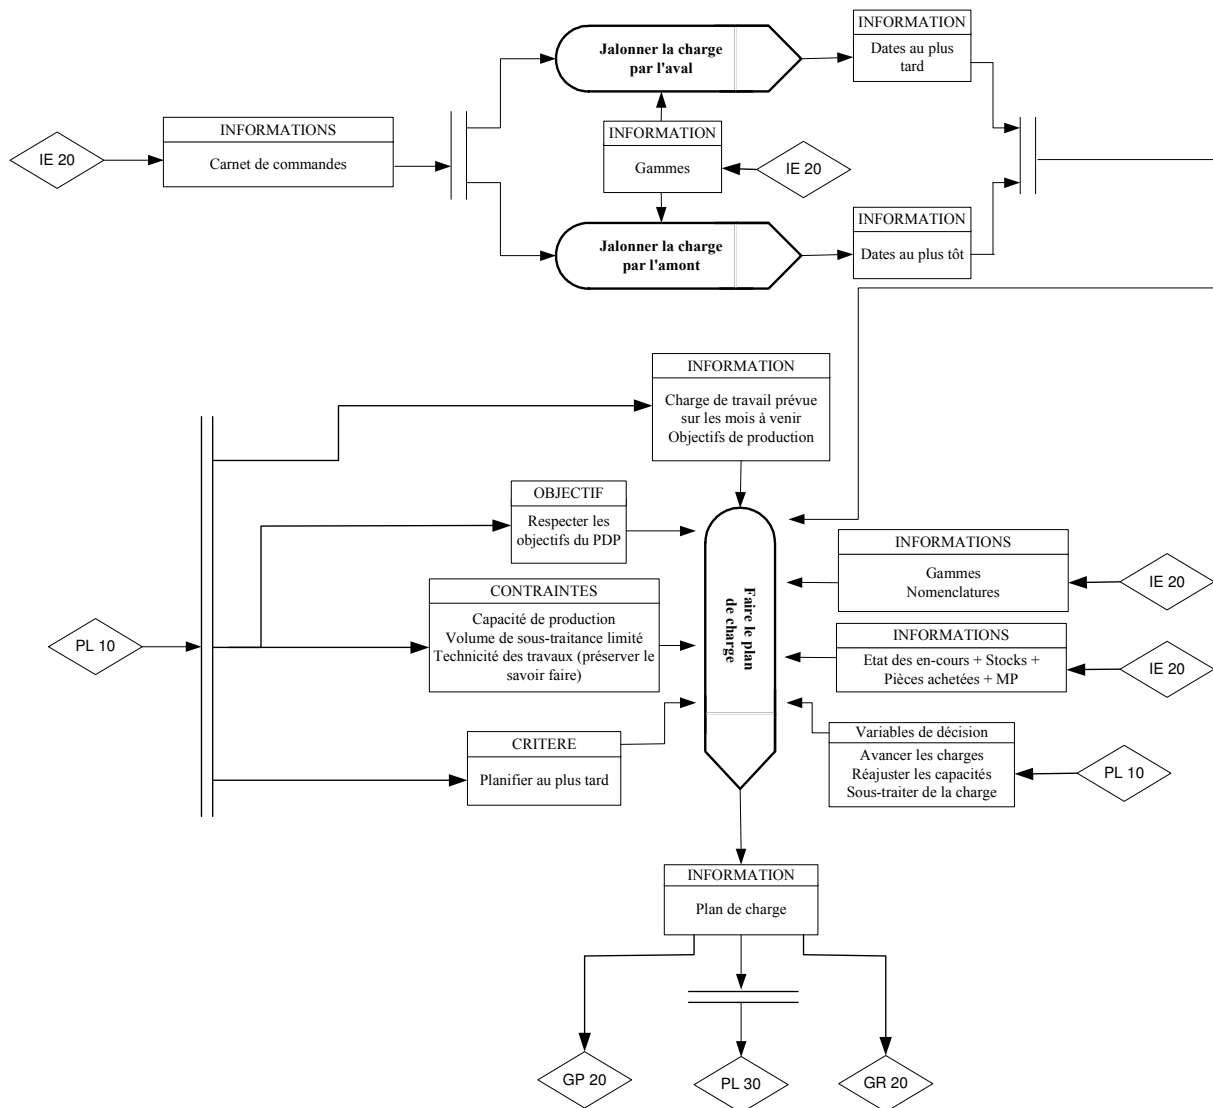 INFORMATION
Dates au plus
tard
Jalonner la charge
par l'aval
INFORMATIONS
Carnet de commandes
IE 20
INFORMATION
Gammes
IE 20
Jalonner la charge
par l'amont
INFORMATION
Dates au plus tôt
INFORMATION
Charge de travail prévue
sur les mois à venir
Objectifs de production
OBJECTIF
Respecter les
objectifs du PDP
CONTRAINTES
Capacité de production
Volume de sous-traitance limité
Technicité des travaux (préserver le
savoir faire)
PL 10
CRITERE
Planifier au plus tard
Faire le plan
de charge
INFORMATIONS
Gammes
Nomenclatures
IE 20
INFORMATIONS
Etat des en-cours + Stocks +
Pièces achetées + MP
IE 20
Variables de décision
Avancer les charges
Réajuster les capacités
Sous-traiter de la charge
PL 10
INFORMATION
Plan de charge
GP 20
PL 30
GR 20